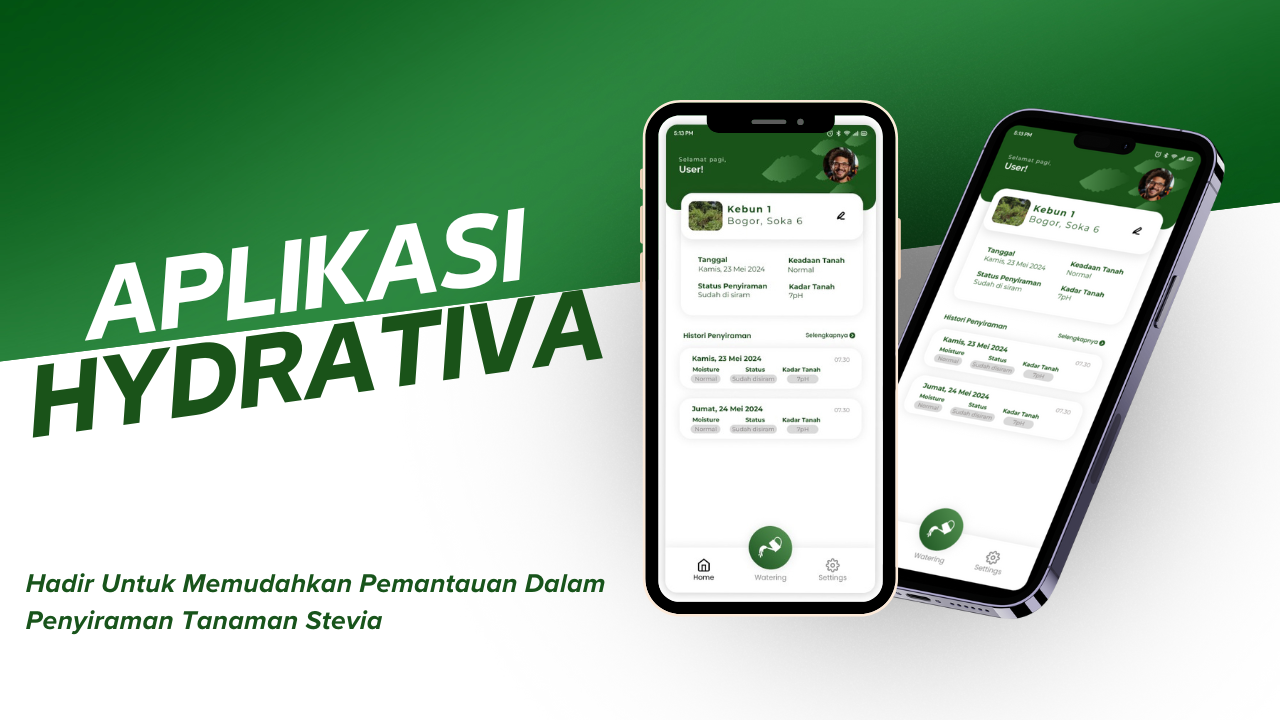 APLIKASI
HYDRATIVA
Hadir Untuk Memudahkan Pemantauan Dalam
Penyiraman Tanaman Stevia
5:13 PM
Selamat pagi,
User!
Kebun 1
Bogor, Soka 6
Tanggal Keadaan Tanah
Kamis, 23 Mei 2024 Normal
Status Penyiraman Kadar Tanah
Sudah di siram 7pH
Histori Penyiraman Selengkapnya
Kamis, 23 Mei 2024 07.30
Moisture Status Kadar Tanah
Normal Sudah disiram 7pH
Jumat, 24 Mei 2024 07.30
Moisture Status Kadar Tanah
Normal Sudah disiram 7pH
Home Watering Settings
5:13 PM
Selamat pagi,
User!
Kebun 1
Bogor, Soka 6
Tanggal Keadaan Tanah
Kamis, 23 Mei 2024 Normal
Status Penyiraman Kadar Tanah
Sudah di siram 7pH
Histori Penyiraman Selengkapnya
Kamis, 23 Mei 2024 07.30
Moisture Status Kadar Tanah
Normal Sudah disiram 7pH
Jumat, 24 Mei 2024 07.30
Moisture Status Kadar Tanah
Normal Sudah disiram 7pH
Watering Settings